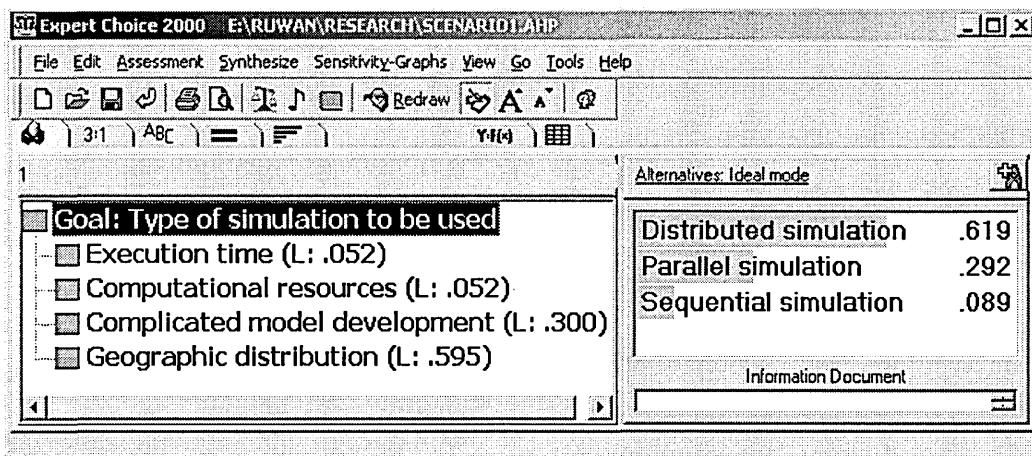 Expert Choice 2000 E:\RUWAN\RESEARCH\SCENARIO1.AHP
File Edit Assessment Synthesize Sensitivity-Graphs View Go Tools Help
Redraw A A
3:1 ABC Y=F(x)
1
Goal: Type of simulation to be used
Execution time (L: .052)
Computational resources (L: .052)
Complicated model development (L: .300)
Geographic distribution (L: .595)
Alternatives: Ideal mode
Distributed simulation .619
Parallel simulation .292
Sequential simulation .089
Information Document